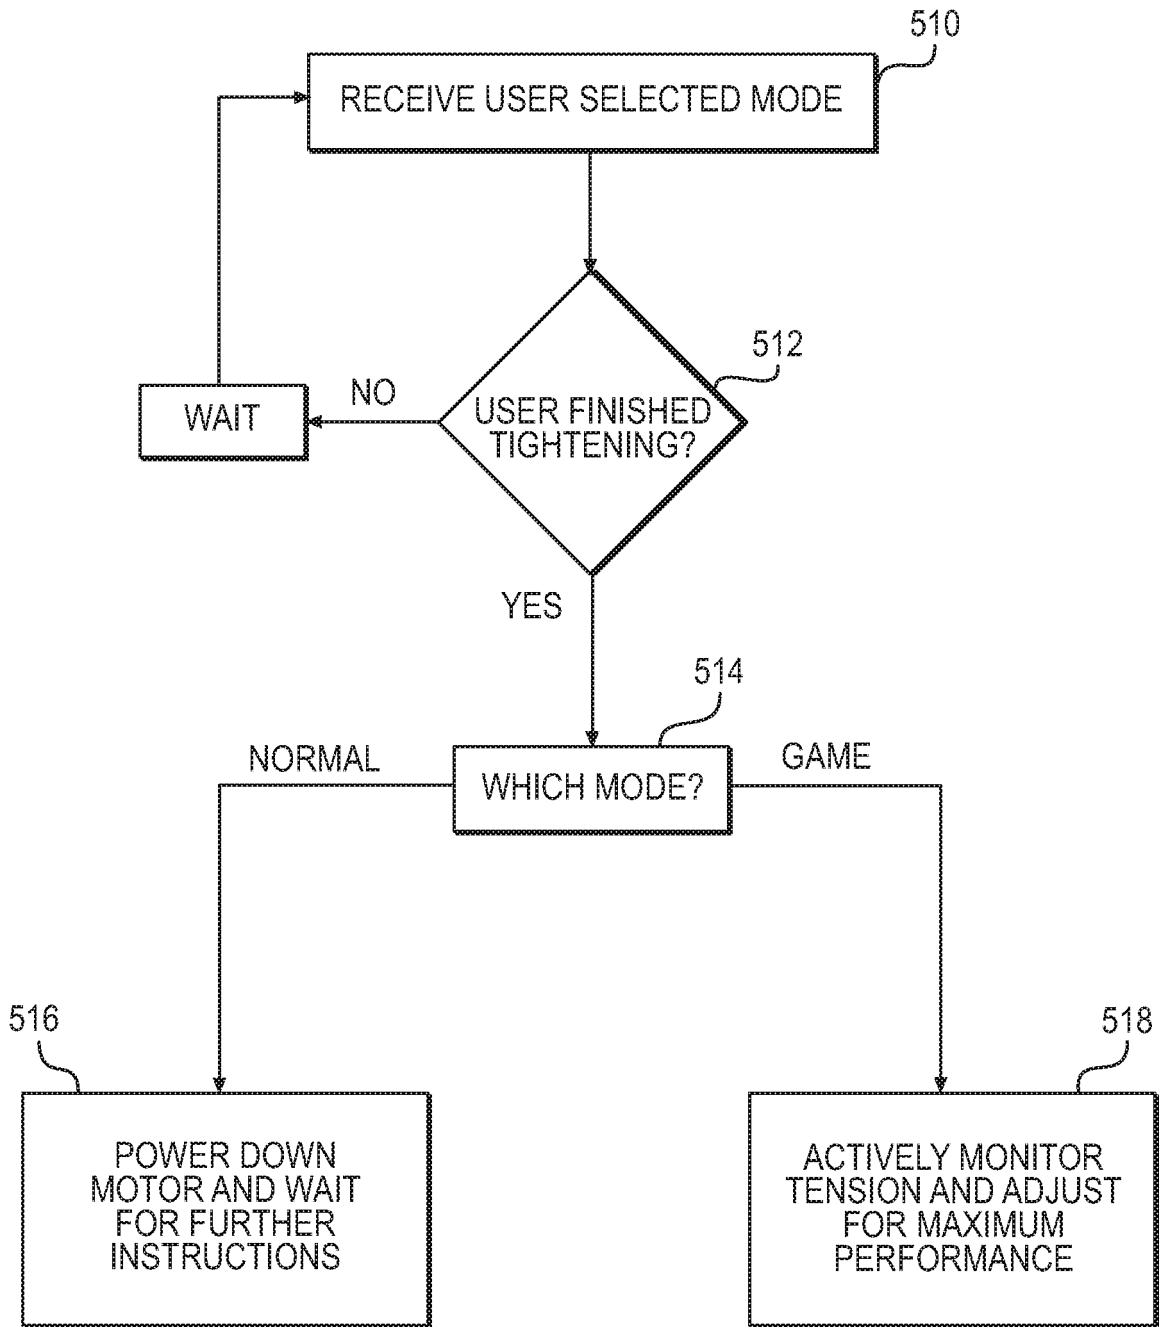 510
RECEIVE USER SELECTED MODE
512
USER FINISHED
TIGHTENING?
NO
WAIT
YES
514
NORMAL
WHICH MODE?
GAME
516
POWER DOWN
MOTOR AND WAIT
FOR FURTHER
INSTRUCTIONS
518
ACTIVELY MONITOR
TENSION AND ADJUST
FOR MAXIMUM
PERFORMANCE